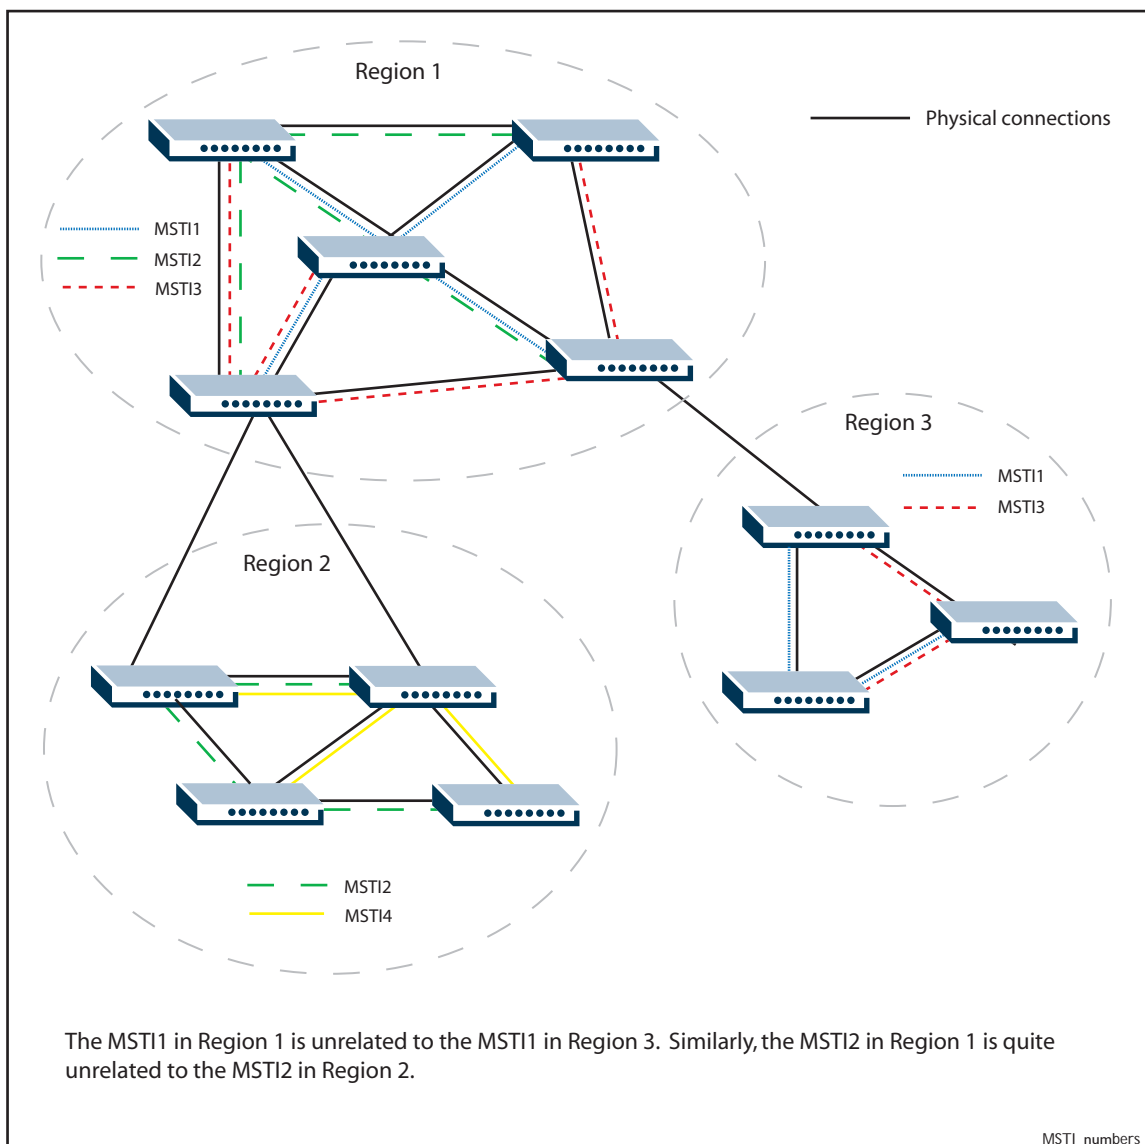 Region 1
Physical connections
MSTI1
MSTI2
MSTI3
Region 3
MSTI1
MSTI3
Region 2
MSTI2
MSTI4
The MSTI1 in Region 1 is unrelated to the MSTI1 in Region 3. Similarly, the MSTI2 in Region 1 is quite
unrelated to the MSTI2 in Region 2.
MSTI_numbers